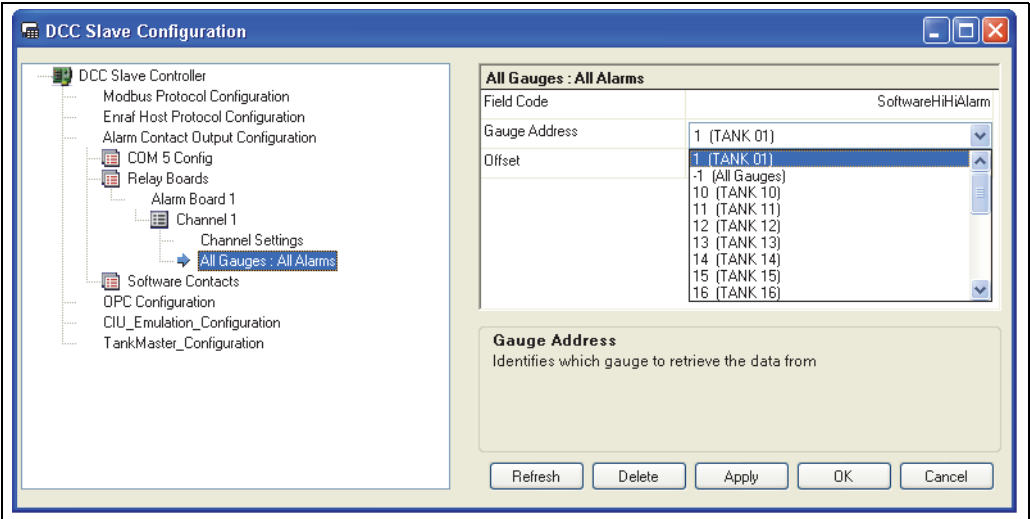 DCC Slave Configuration
DCC Slave Controller
Modbus Protocol Configuration
Enraf Host Protocol Configuration
Alarm Contact Output Configuration
COM 5 Config
Relay Boards
Alarm Board 1
Channel 1
Channel Settings
All Gauges : All Alarms
Software Contacts
OPC Configuration
CIU_Emulation_Configuration
TankMaster_Configuration
All Gauges : All Alarms
Field Code SoftwareHiHiAlarm
Gauge Address 1 (TANK 01)
Offset
1 (TANK 01)
-1 (All Gauges)
10 (TANK 10)
11 (TANK 11)
12 (TANK 12)
13 (TANK 13)
14 (TANK 14)
15 (TANK 15)
16 (TANK 16)
Gauge Address
Identifies which gauge to retrieve the data from
Refresh Delete Apply OK Cancel